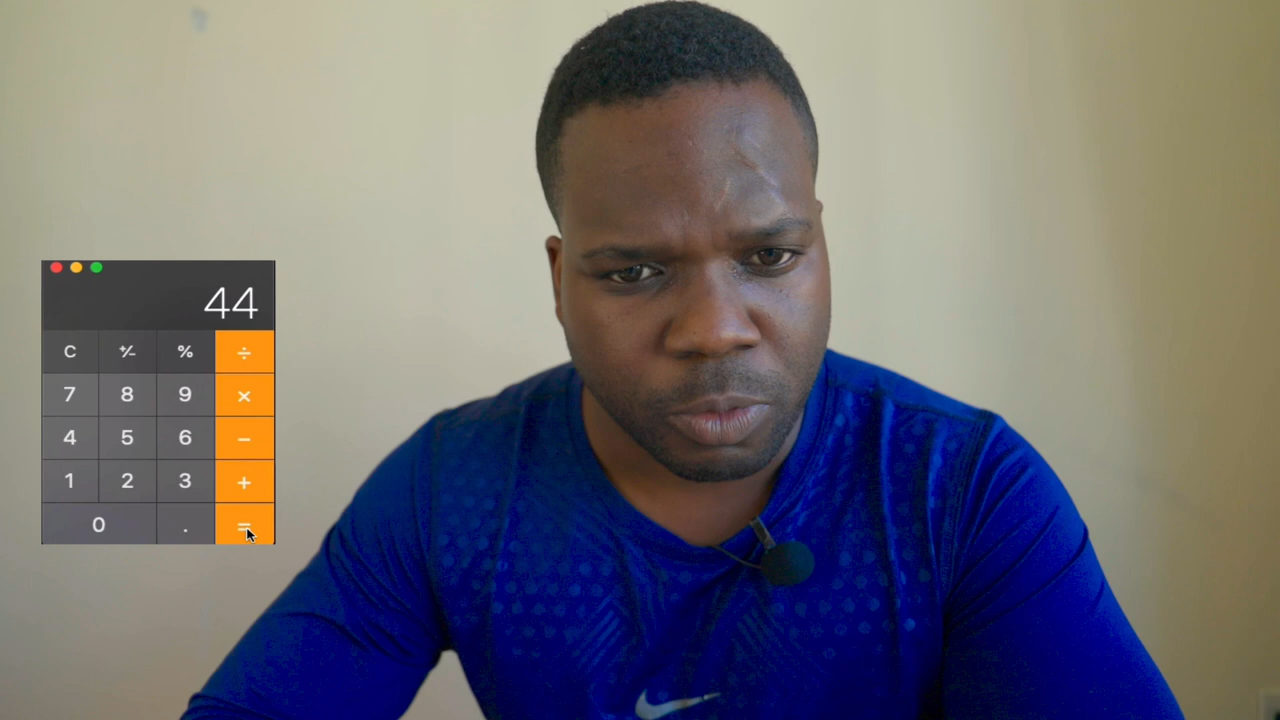 44
C ⁺∕₋ % ÷
7 8 9 ×
4 5 6 −
1 2 3 +
0 . =